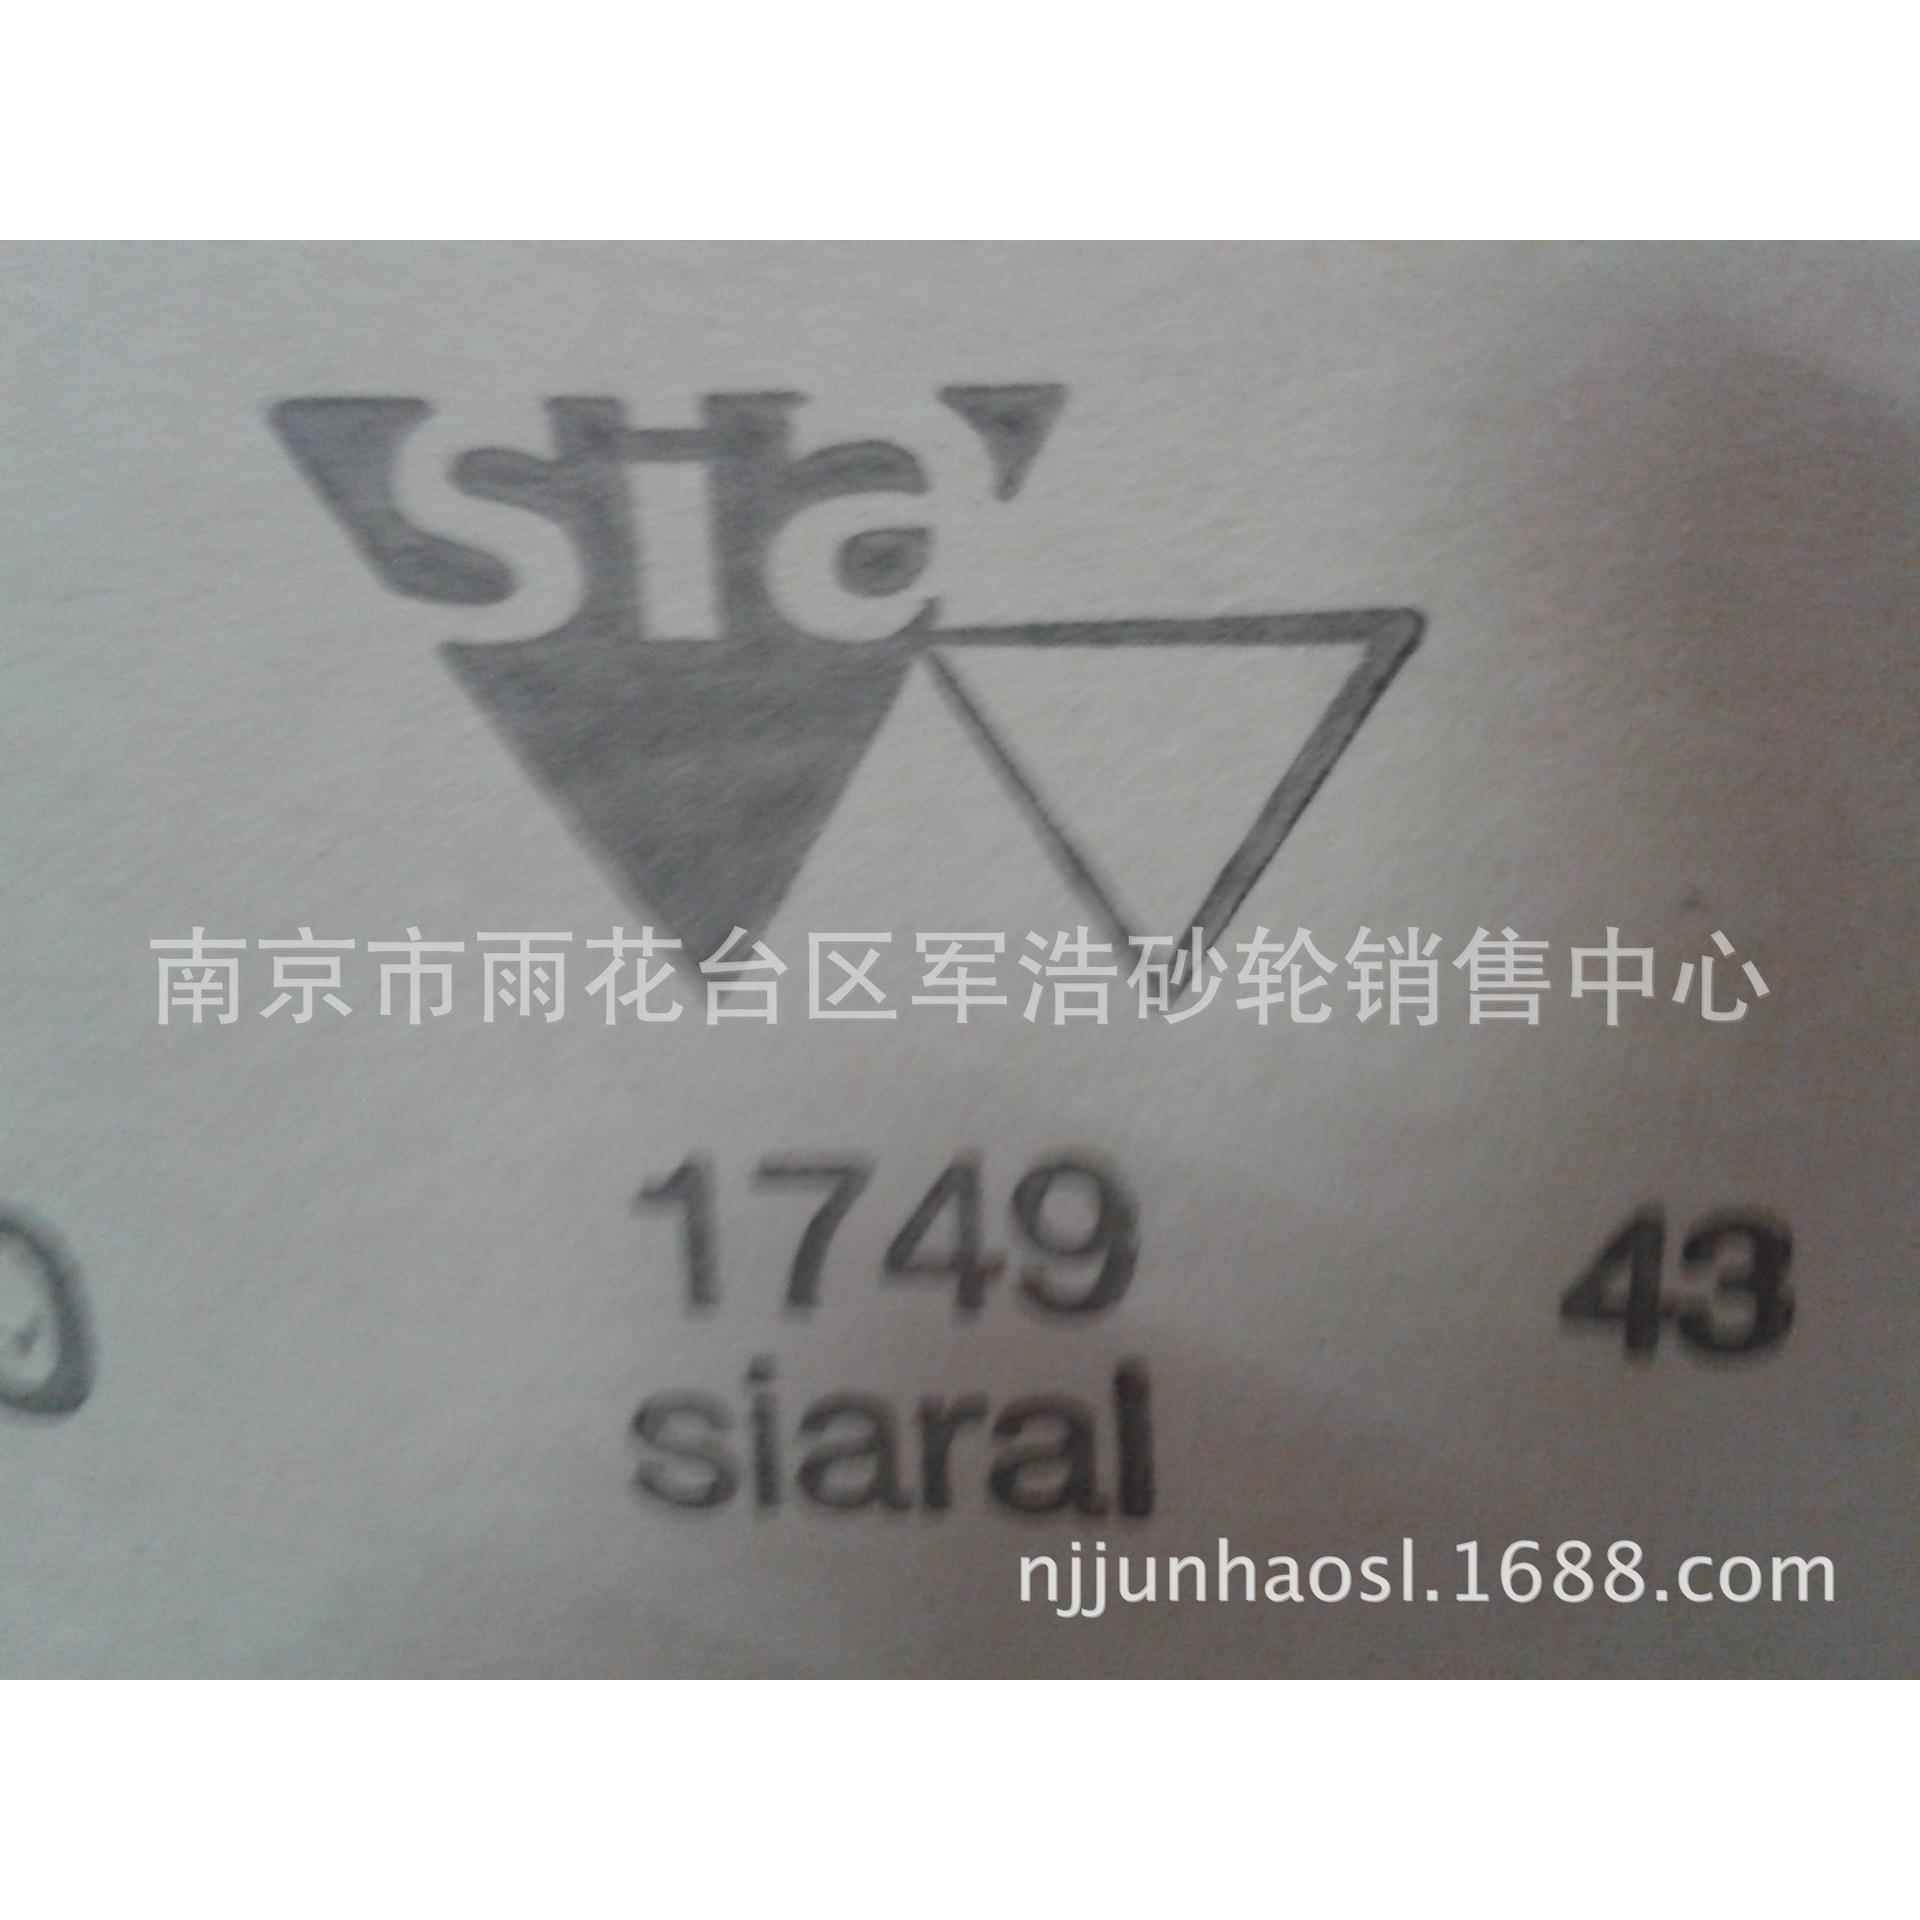 sia
南京市雨花台区军浩砂轮销售中心
1749
43
siaral
njjunhaosl.1688.com